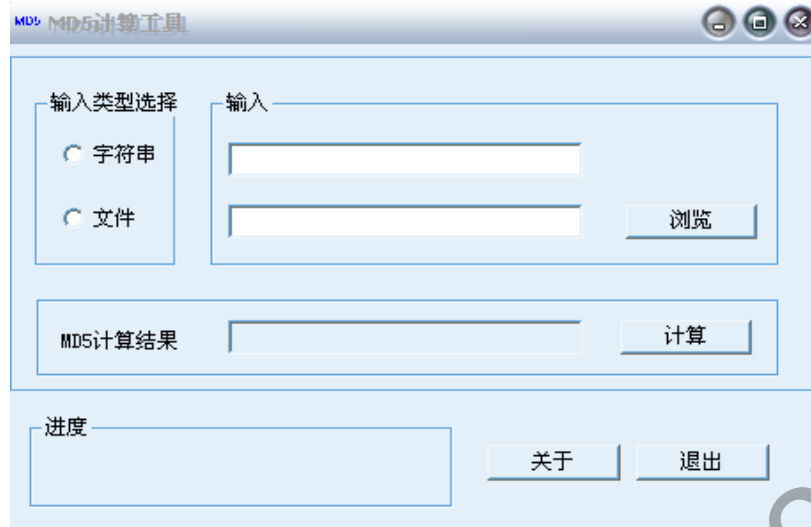 MD5 MD5计算工具
输入类型选择
输入
字符串
文件
浏览
MD5计算结果
计算
进度
关于
退出